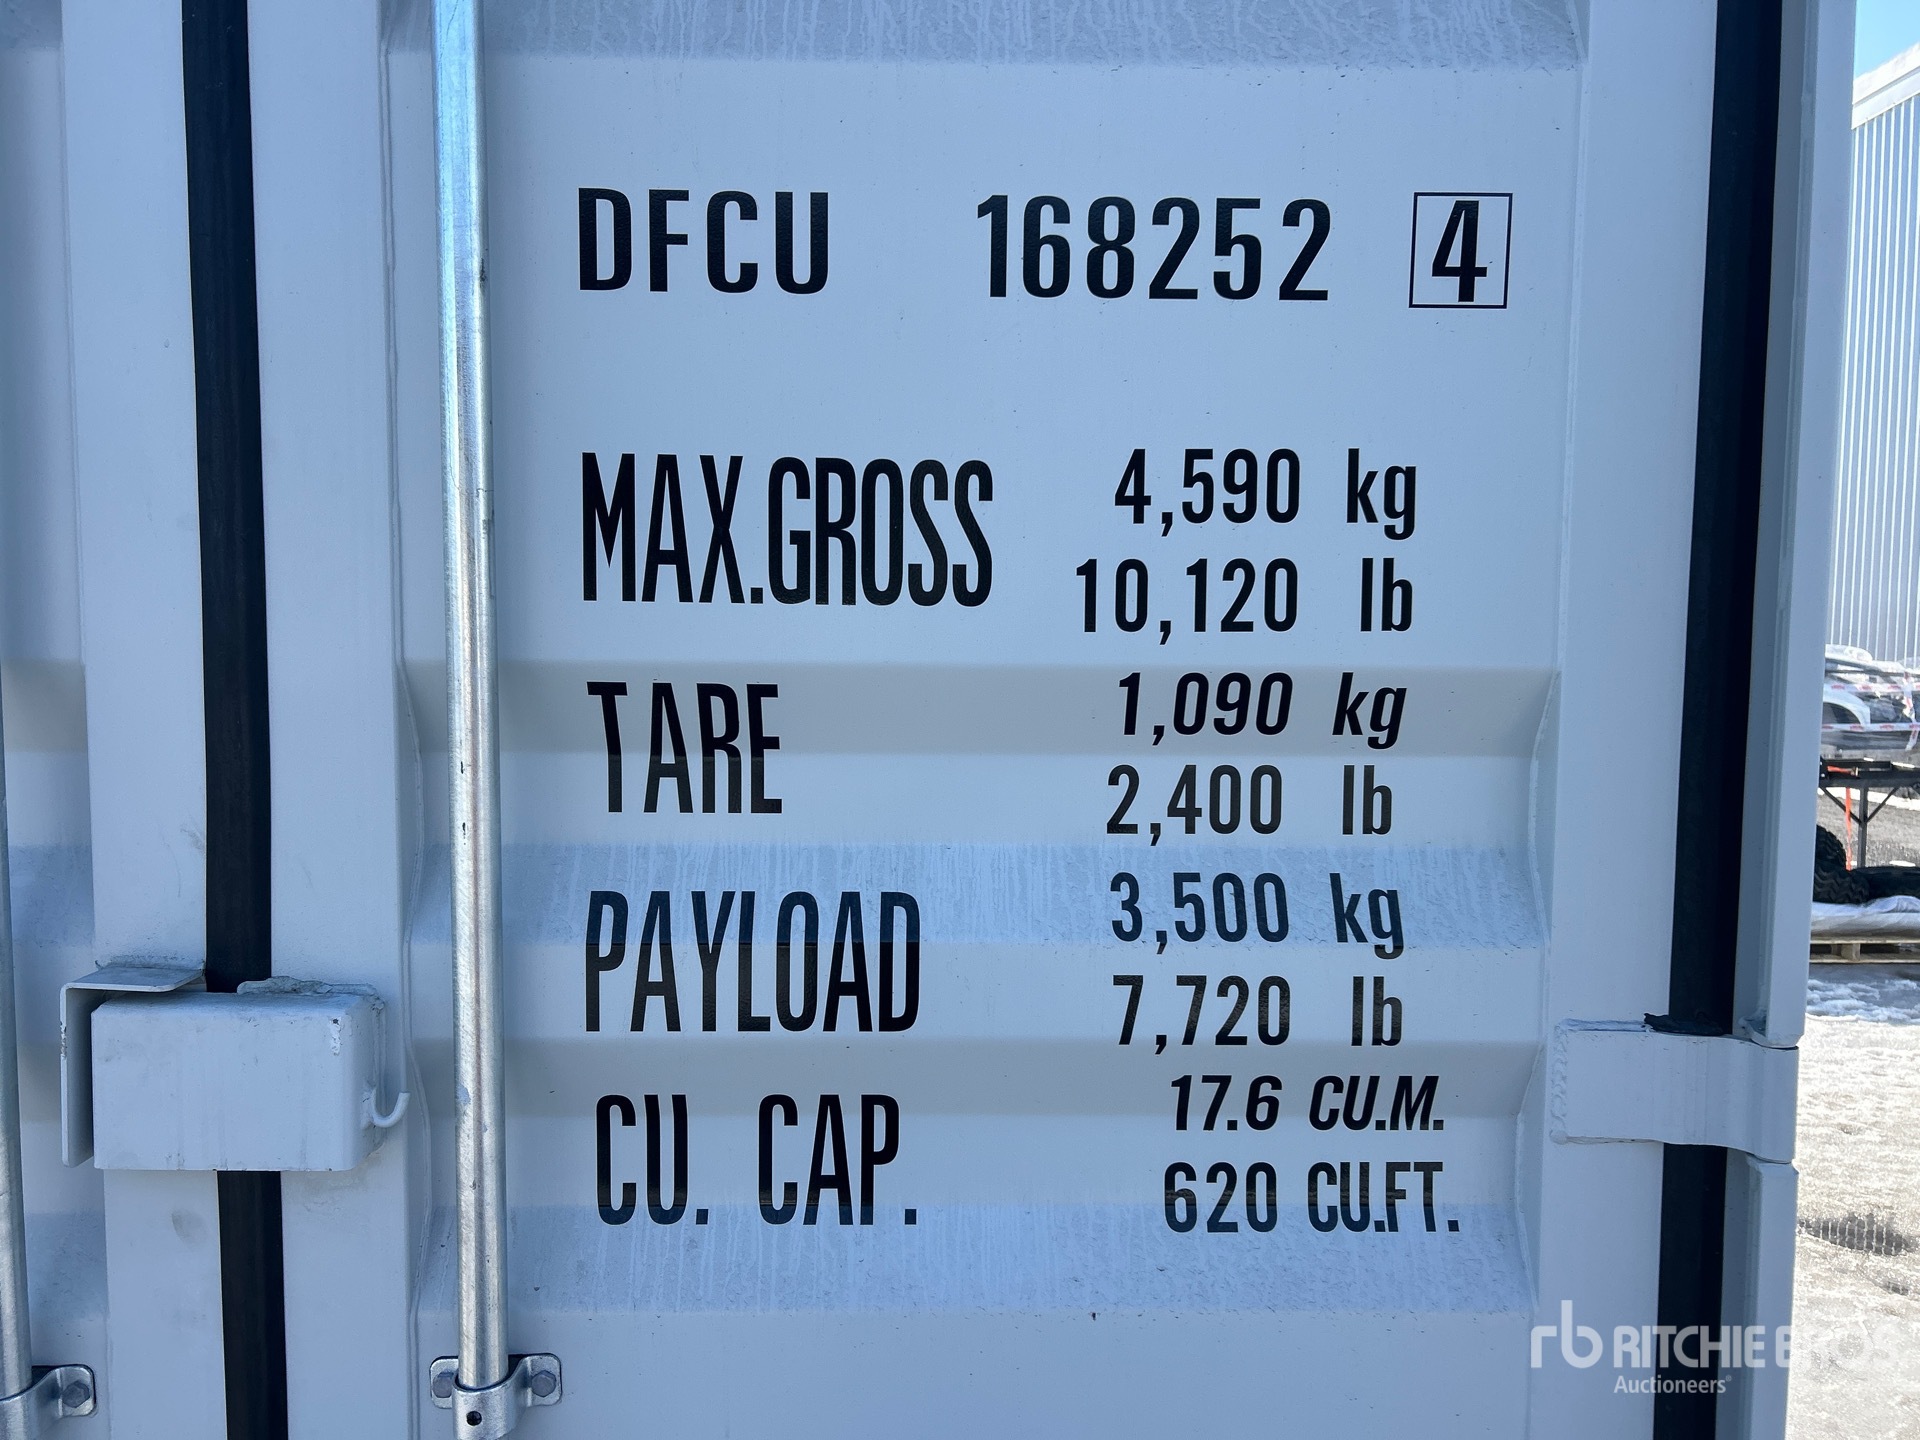 DFCU 168252 4
MAX.GROSS 4,590 kg
10,120 lb
TARE 1,090 kg
2,400 lb
PAYLOAD 3,500 kg
7,720 lb
CU. CAP. 17.6 CU.M.
620 CU.FT.
rb RITCHIE BROS
Auctioneers